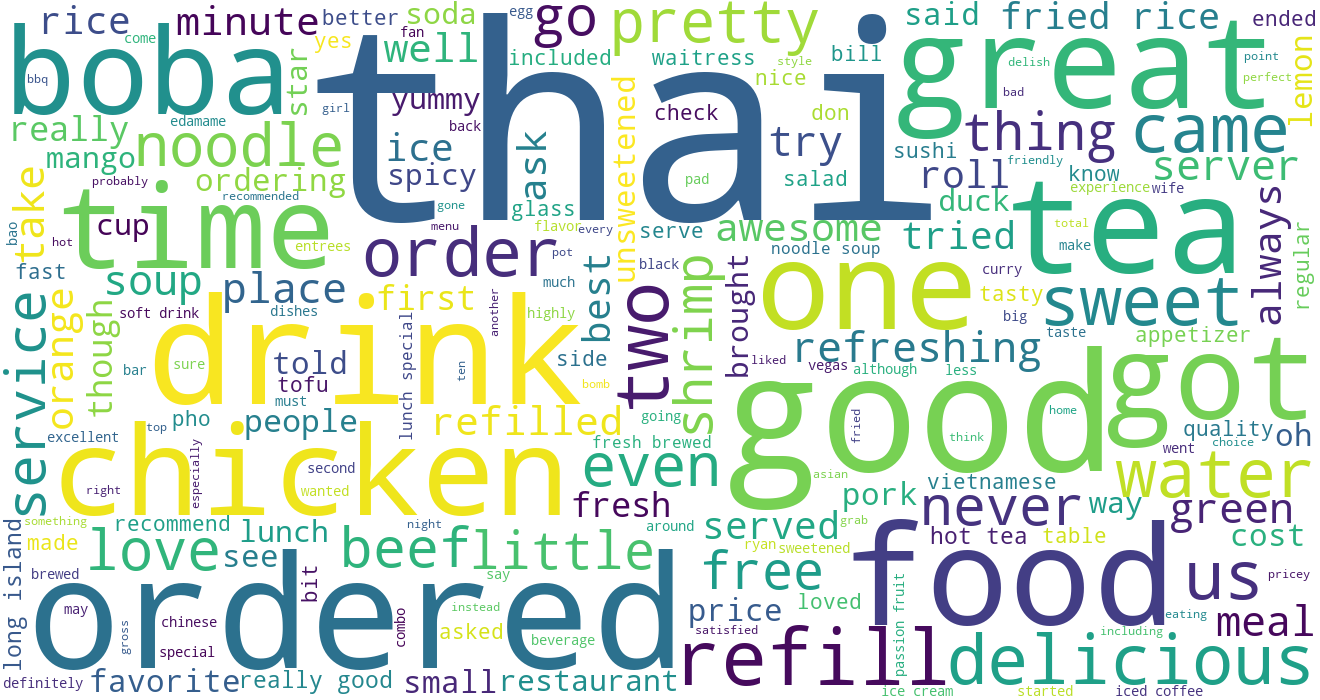 rice
minute
better
soda
egg
go
pretty
said
fried rice
ended
come
yes
fan
well
included
waitress
bill
boba
thai
great
star
bbq
girl
yummy
nice
style
delish
point
perfect
lemon
edamame
back
check
don
bad
really
noodle
ice
ask
unsweetened
try
thing
came
mango
spicy
sushi
friendly
server
take
probably
ordering
recommended
pad
salad
roll
know
time
cup
gone
glass
duck
experience
wife
tea
bao
hot
entrees
menu
flavor
every
serve
awesome
tried
total
always
regular
order
pot
noodle soup
make
fast
soup
place
much
best
black
shrimp
brought
one
curry
sweet
service
orange
though
soft drink
dishes
first
another
highly
two
tasty
big
taste
drink
lunch special
refreshing
appetizer
bar
sure
told
tofu
ten
side
bomb
liked
vegas
although
less
must
good
got
pho
people
refilled
going
fried
home
excellent
top
fresh brewed
think
quality
choice
oh
chicken
especially
second
even
asian
went
water
right
wanted
fresh
pork
vietnamese
never
way
green
long island
something
recommend
lunch
night
around
served
grab
hot tea
table
cost
made
love
see
beef
little
ryan
sweetened
free
food
us
brewed
bit
say
pricey
ordered
may
gross
chinese
special
combo
instead
asked
beverage
price
loved
passion fruit
eating
meal
satisfied
including
refill
delicious
definitely
favorite
really good
small
restaurant
ice cream
started
iced coffee